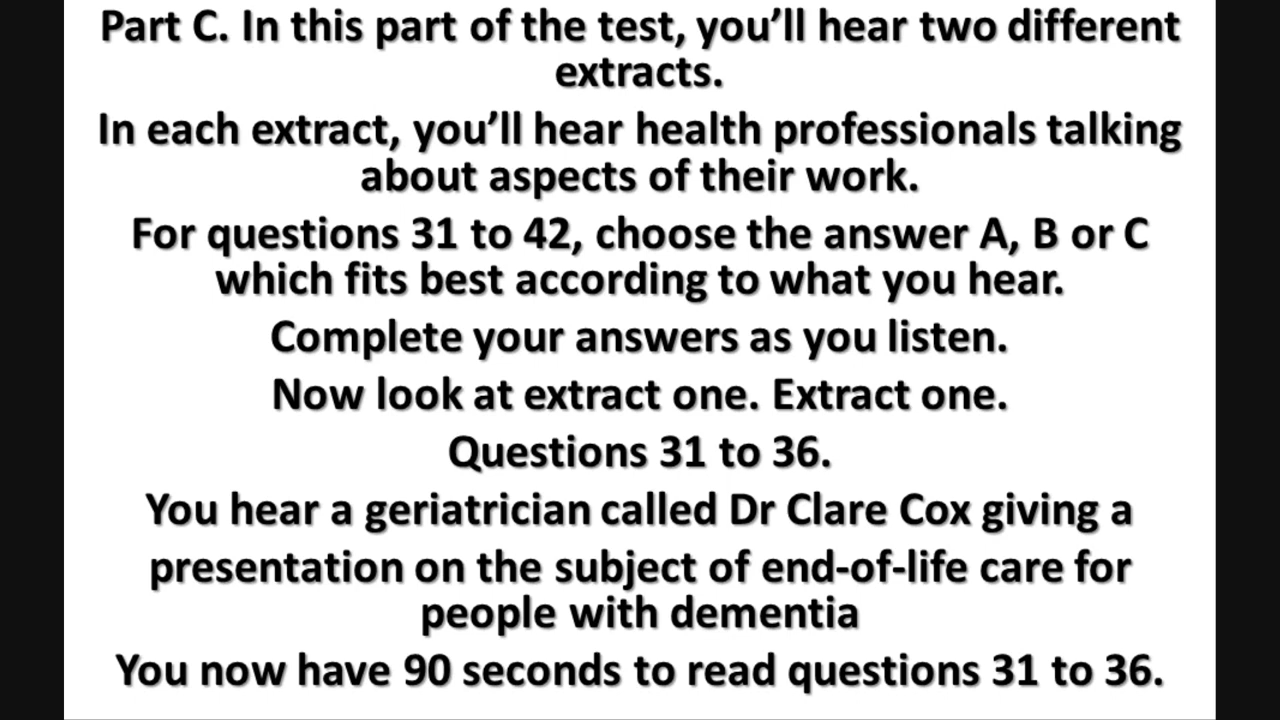 Part C. In this part of the test, you’ll hear two different
extracts.
In each extract, you’ll hear health professionals talking
about aspects of their work.
For questions 31 to 42, choose the answer A, B or C
which fits best according to what you hear.
Complete your answers as you listen.
Now look at extract one. Extract one.
Questions 31 to 36.
You hear a geriatrician called Dr Clare Cox giving a
presentation on the subject of end-of-life care for
people with dementia
You now have 90 seconds to read questions 31 to 36.